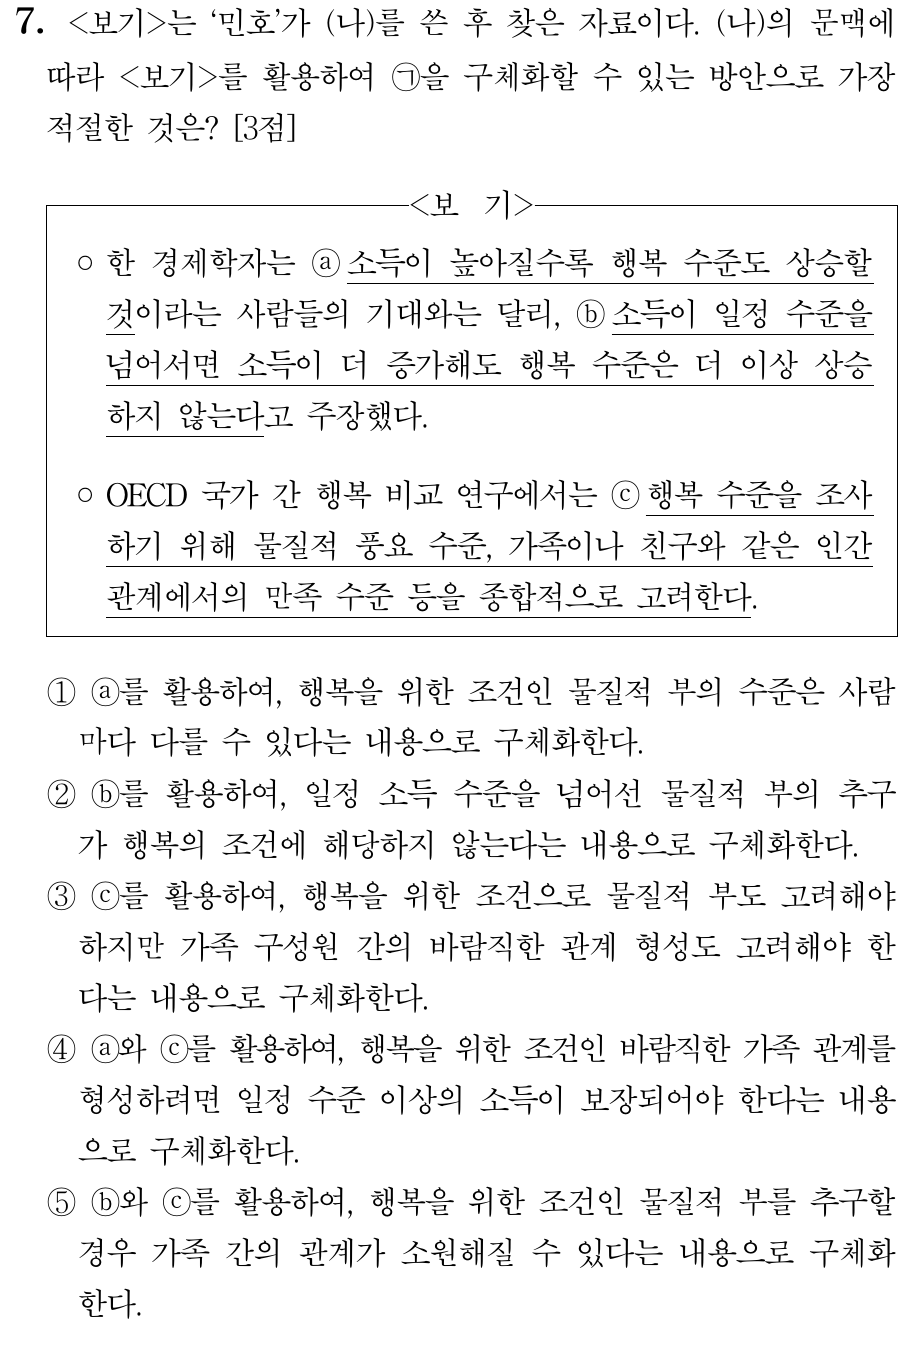 7. <보기>는 ‘민호’가 (나)를 쓴 후 찾은 자료이다. (나)의 문맥에
따라 <보기>를 활용하여 ㉠을 구체화할 수 있는 방안으로 가장
적절한 것은? [3점]
<보 기>
○ 한 경제학자는 ⓐ소득이 높아질수록 행복 수준도 상승할
것이라는 사람들의 기대와는 달리, ⓑ소득이 일정 수준을
넘어서면 소득이 더 증가해도 행복 수준은 더 이상 상승
하지 않는다고 주장했다.
○ OECD 국가 간 행복 비교 연구에서는 ⓒ행복 수준을 조사
하기 위해 물질적 풍요 수준, 가족이나 친구와 같은 인간
관계에서의 만족 수준 등을 종합적으로 고려한다.
① ⓐ를 활용하여, 행복을 위한 조건인 물질적 부의 수준은 사람
마다 다를 수 있다는 내용으로 구체화한다.
② ⓑ를 활용하여, 일정 소득 수준을 넘어선 물질적 부의 추구
가 행복의 조건에 해당하지 않는다는 내용으로 구체화한다.
③ ⓒ를 활용하여, 행복을 위한 조건으로 물질적 부도 고려해야
하지만 가족 구성원 간의 바람직한 관계 형성도 고려해야 한
다는 내용으로 구체화한다.
④ ⓐ와 ⓒ를 활용하여, 행복을 위한 조건인 바람직한 가족 관계를
형성하려면 일정 수준 이상의 소득이 보장되어야 한다는 내용
으로 구체화한다.
⑤ ⓑ와 ⓒ를 활용하여, 행복을 위한 조건인 물질적 부를 추구할
경우 가족 간의 관계가 소원해질 수 있다는 내용으로 구체화
한다.